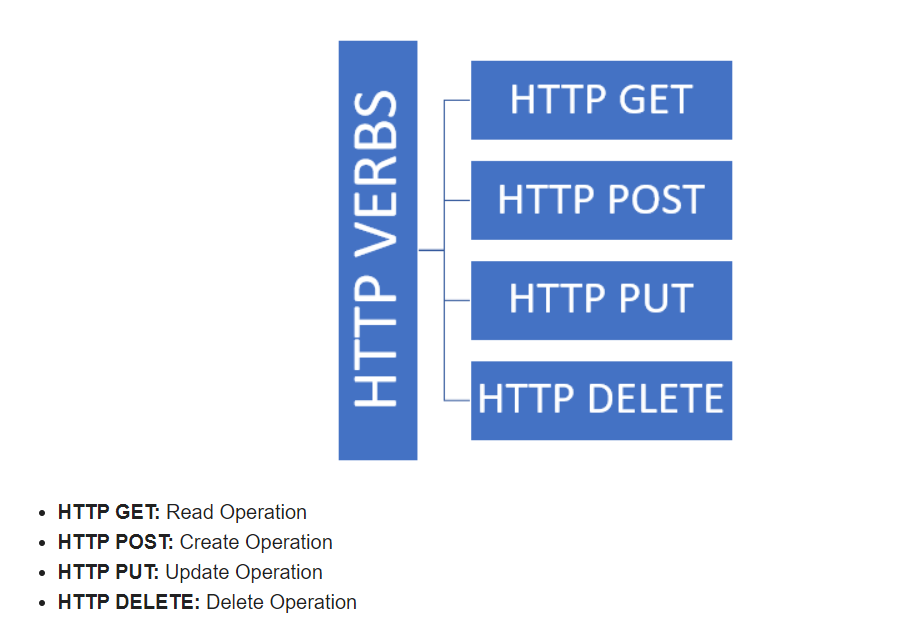 HTTP VERBS
HTTP GET
HTTP POST
HTTP PUT
HTTP DELETE
• HTTP GET: Read Operation
• HTTP POST: Create Operation
• HTTP PUT: Update Operation
• HTTP DELETE: Delete Operation